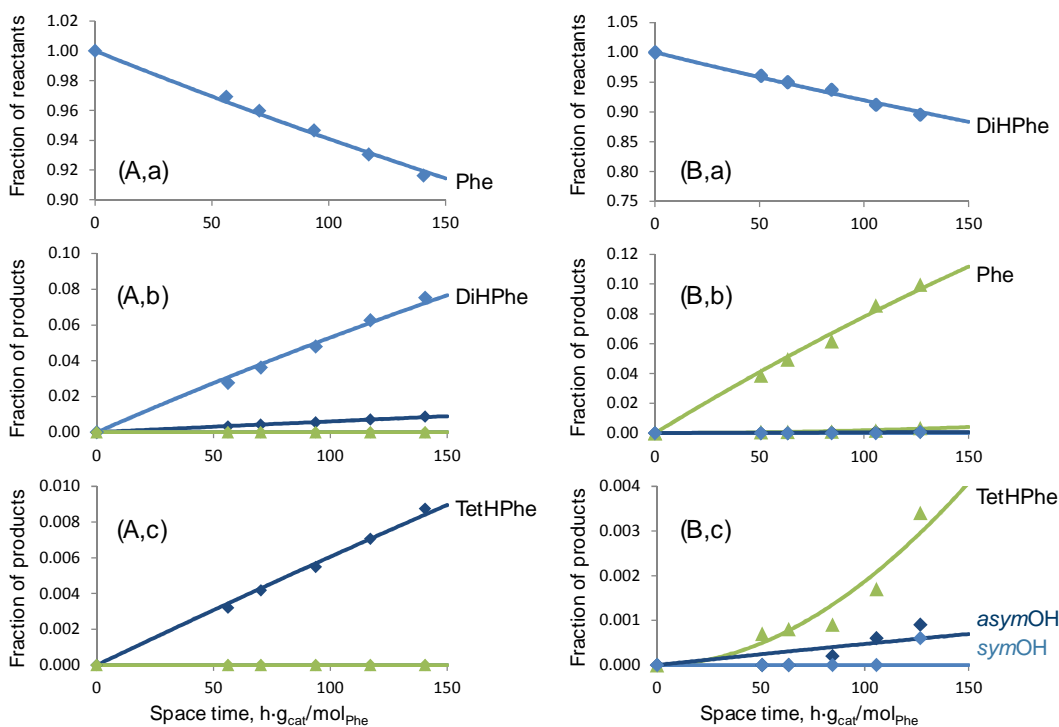 Fraction of reactants
1.02
1.00
0.98
0.96
0.94
0.92
0.90
(A,a)
Phe
0
50
100
150
Fraction of reactants
1.05
1.00
0.95
0.90
0.85
0.80
0.75
(B,a)
DiHPhe
0
50
100
150
Fraction of products
0.10
0.08
0.06
0.04
0.02
0.00
(A,b)
DiHPhe
0
50
100
150
Fraction of products
0.12
0.10
0.08
0.06
0.04
0.02
0.00
(B,b)
Phe
0
50
100
150
Fraction of products
0.010
0.008
0.006
0.004
0.002
0.000
(A,c)
TetHPhe
0
50
100
150
Space time, h·g_cat/mol_Phe
Fraction of products
0.004
0.003
0.002
0.001
0.000
(B,c)
TetHPhe
asymOH
symOH
0
50
100
150
Space time, h·g_cat/mol_Phe